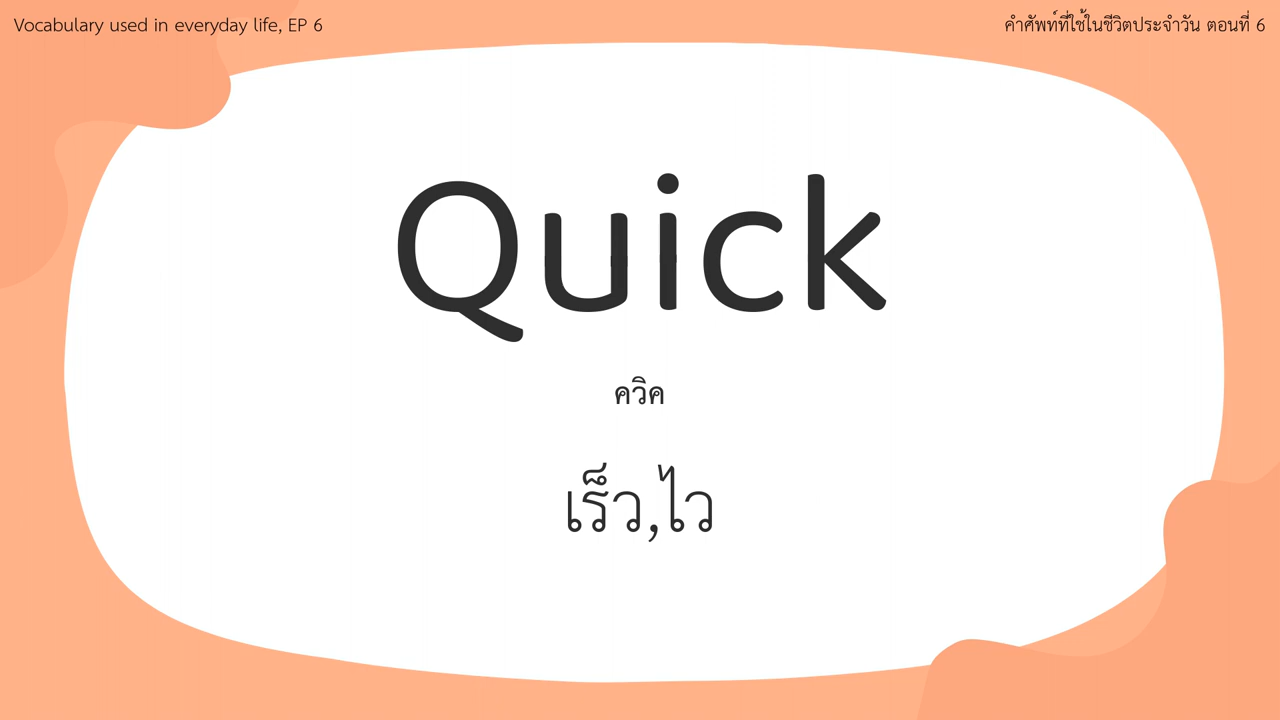 Vocabulary used in everyday life, EP 6
คำศัพท์ที่ใช้ในชีวิตประจำวัน ตอนที่ 6
Quick
ควิค
เร็ว,ไว